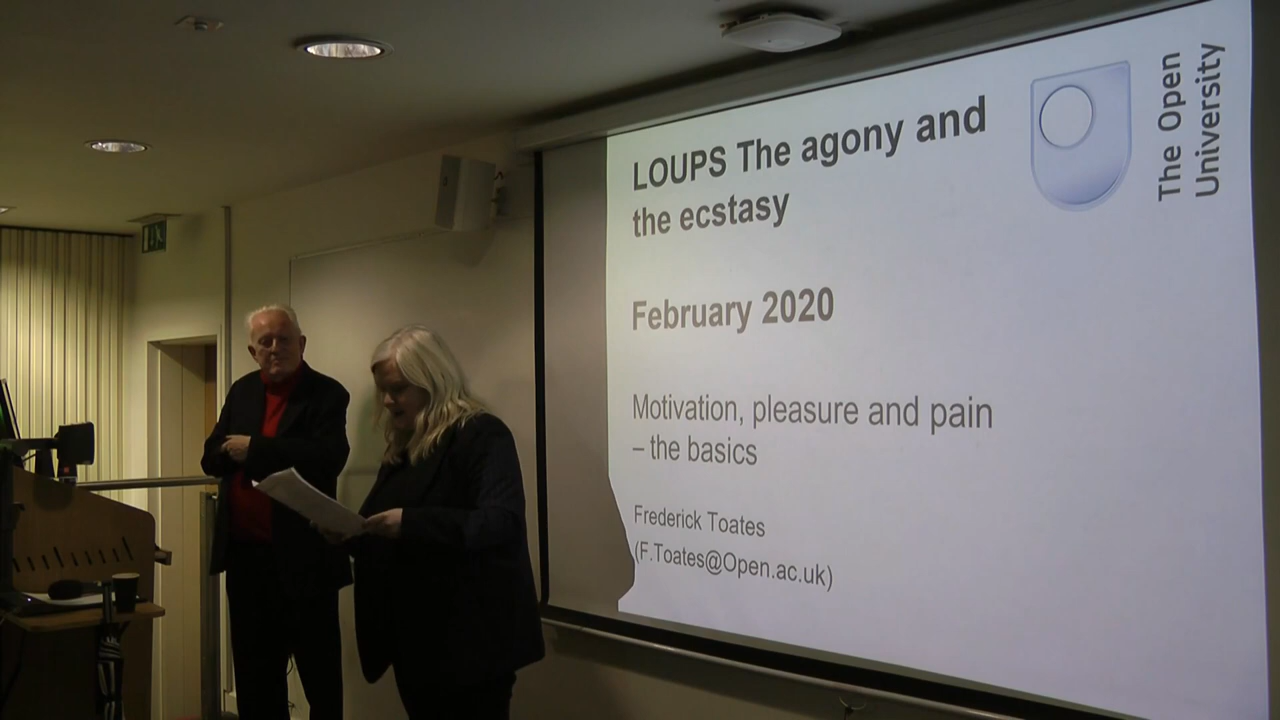 LOUPS The agony and
the ecstasy
February 2020
Motivation, pleasure and pain
– the basics
Frederick Toates
(F.Toates@Open.ac.uk)
The Open
University